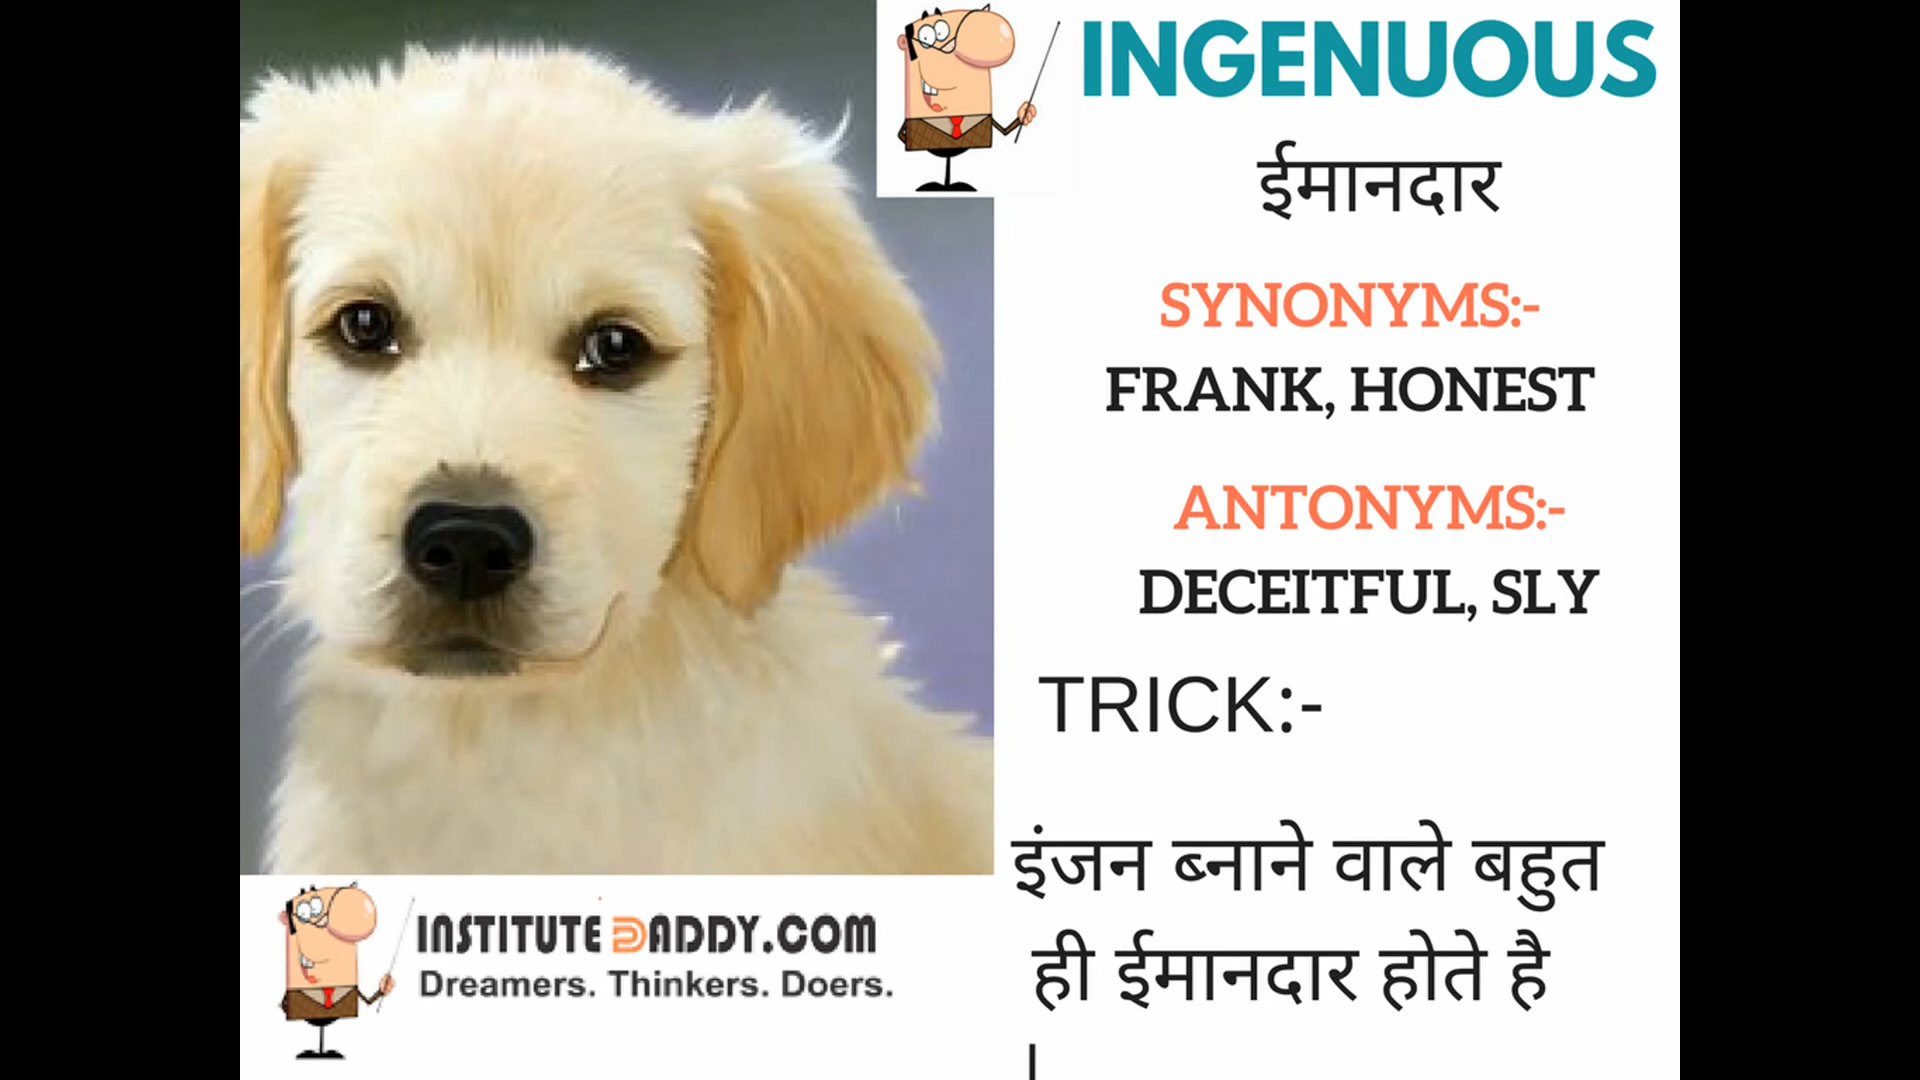 INGENUOUS
ईमानदार
SYNONYMS:-
FRANK, HONEST
ANTONYMS:-
DECEITFUL, SLY
TRICK:-
इंजन ब्नाने वाले बहुत
ही ईमानदार होते है
।
INSTITUTE DADDY.COM
Dreamers. Thinkers. Doers.